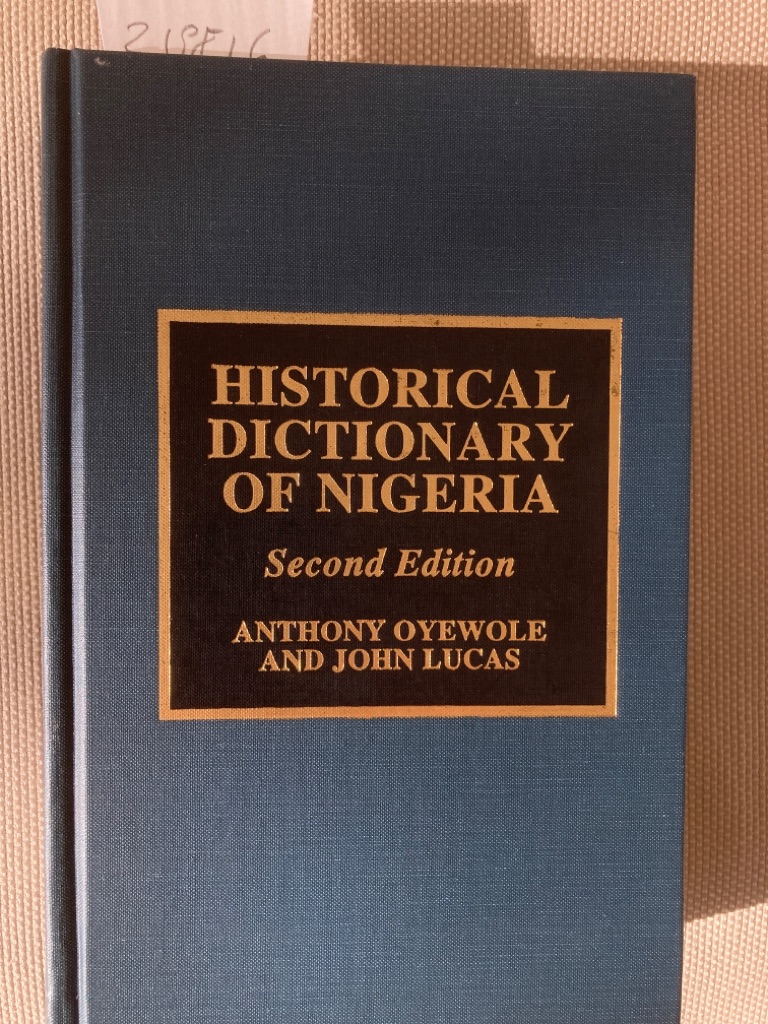 HISTORICAL
DICTIONARY
OF NIGERIA
Second Edition
ANTHONY OYEWOLE
AND JOHN LUCAS